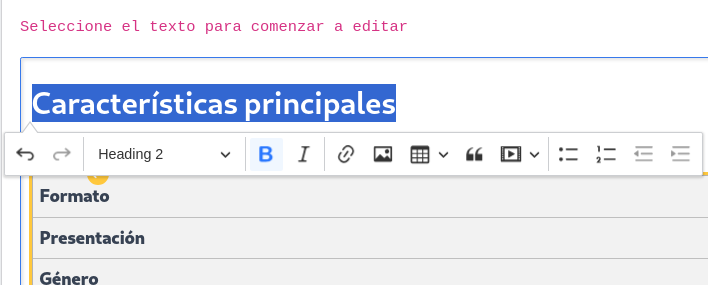 Seleccione el texto para comenzar a editar
Características principales
Heading 2
B I
Formato
Presentación
Género